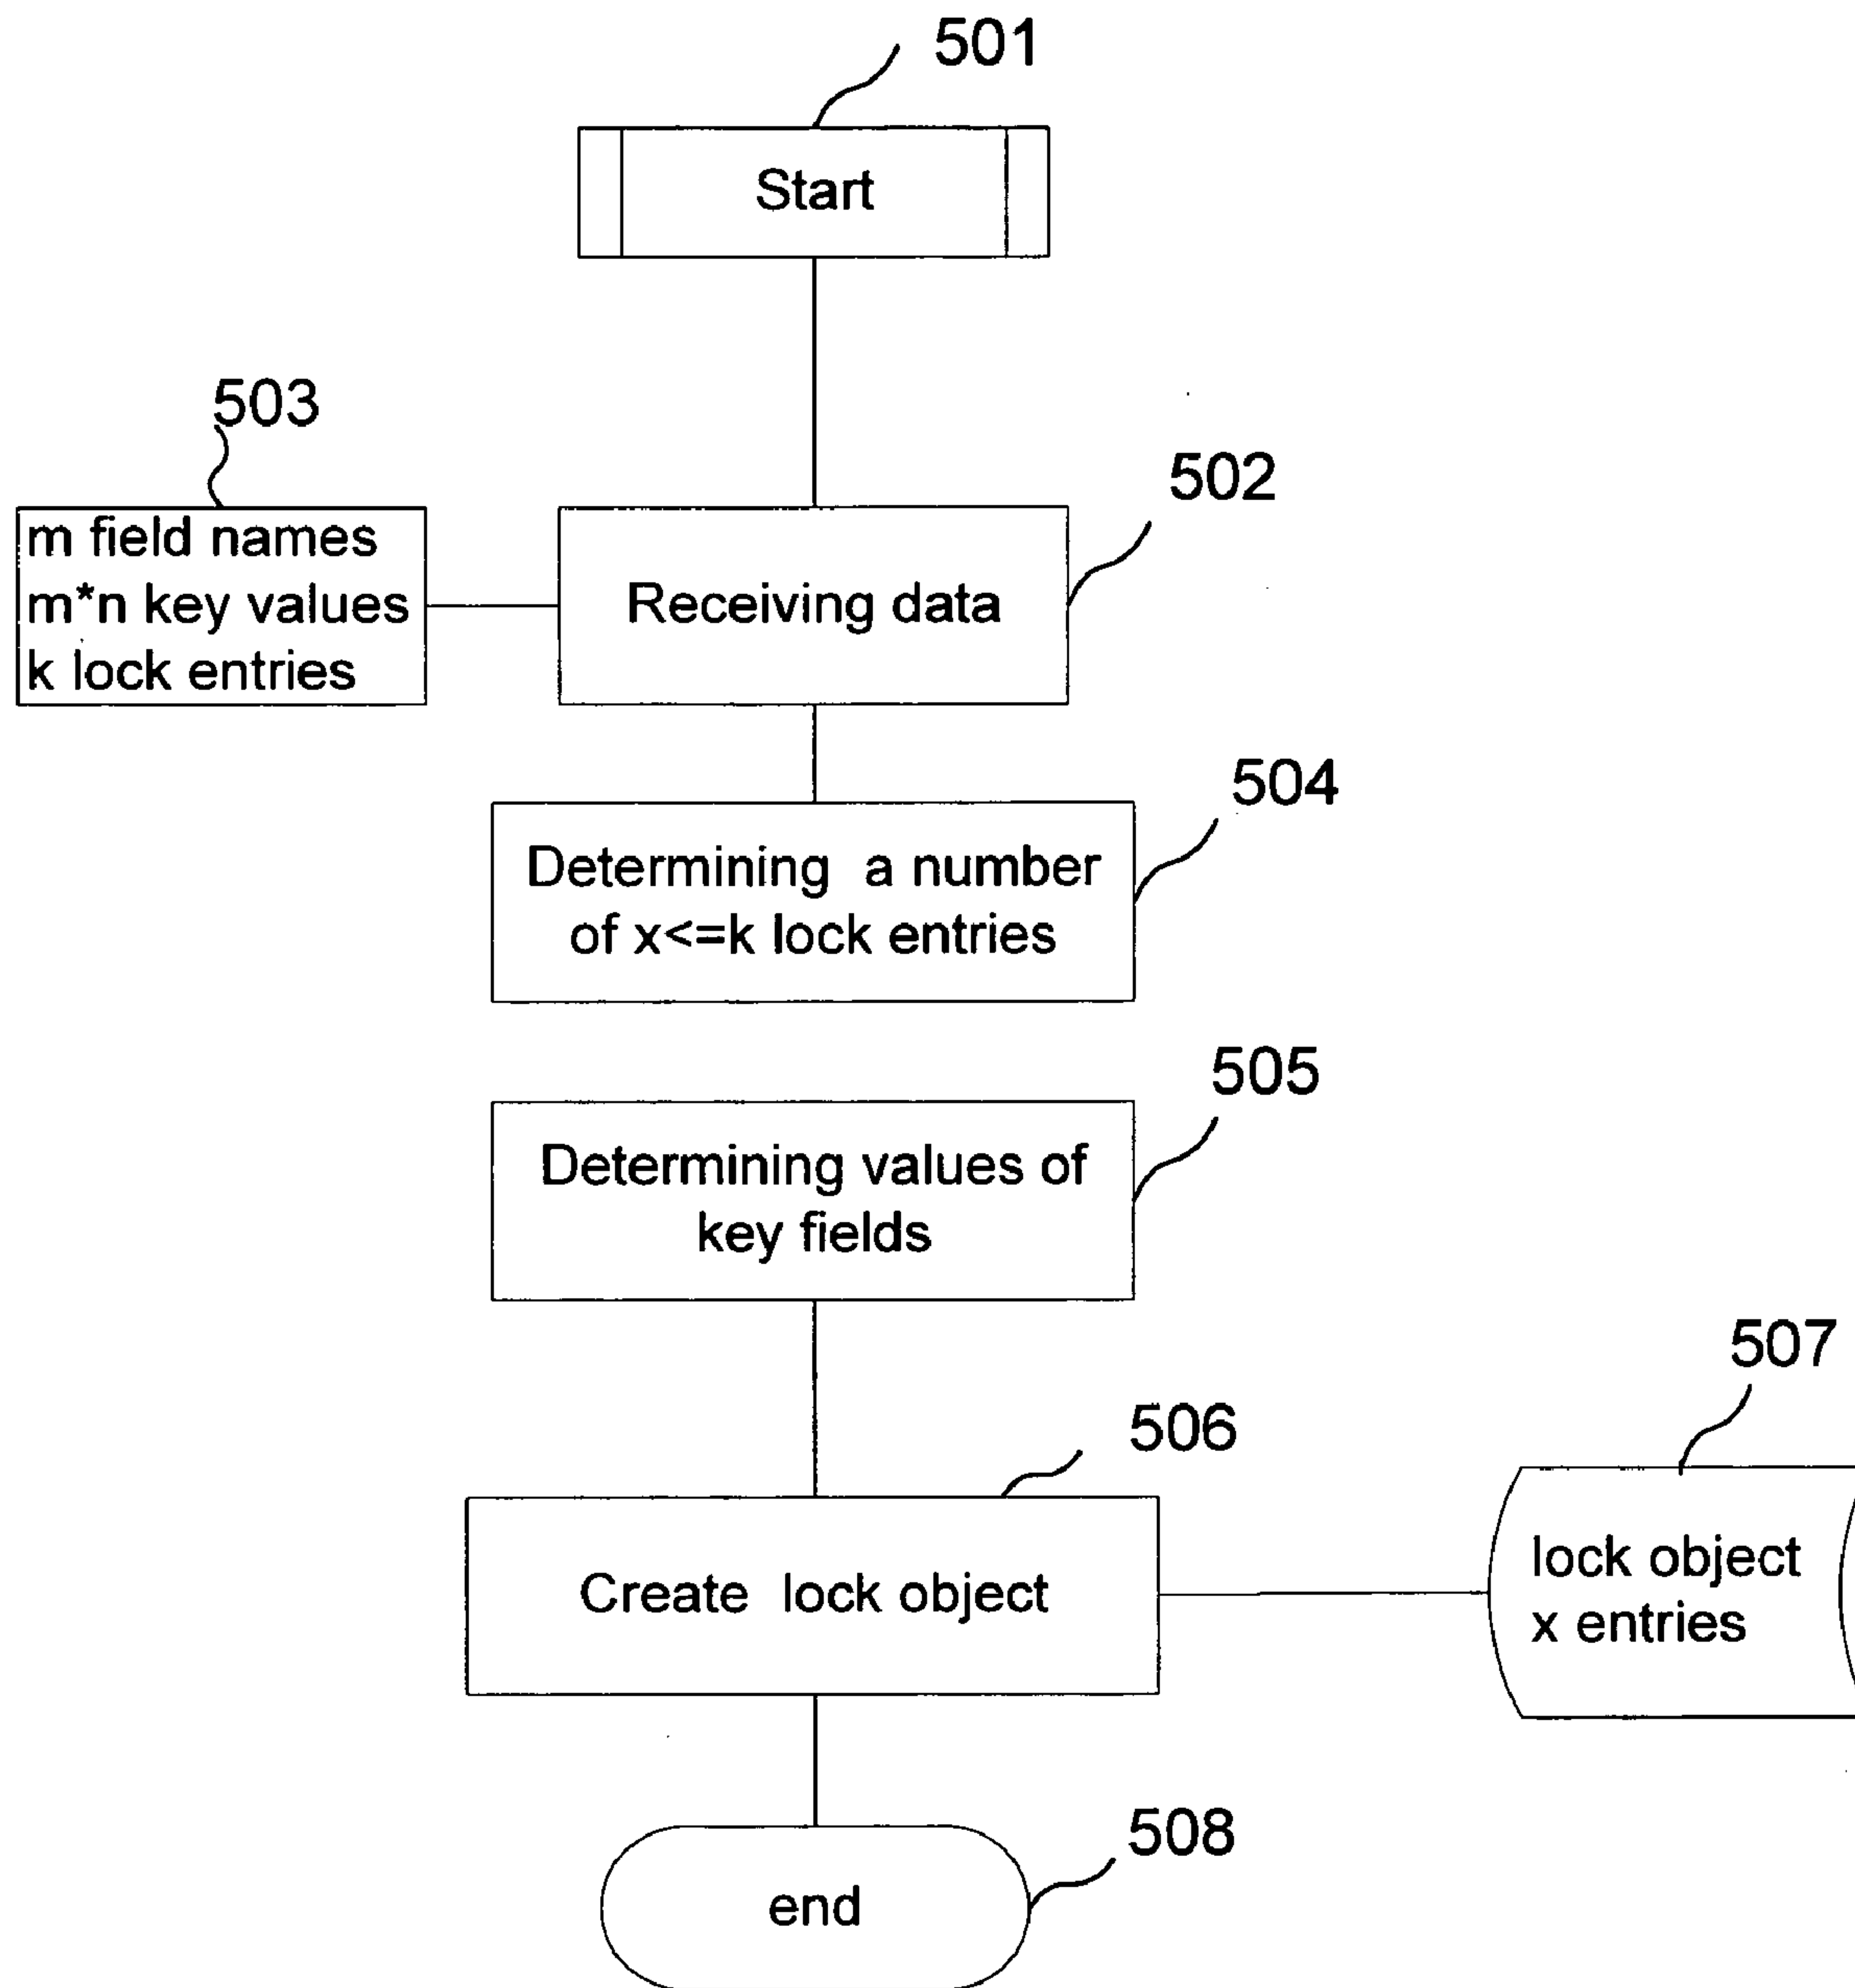 501
Start
503
502
m field names
m*n key values
k lock entries
Receiving data
504
Determining a number
of x<=k lock entries
505
Determining values of
key fields
507
506
Create lock object
lock object
x entries
508
end